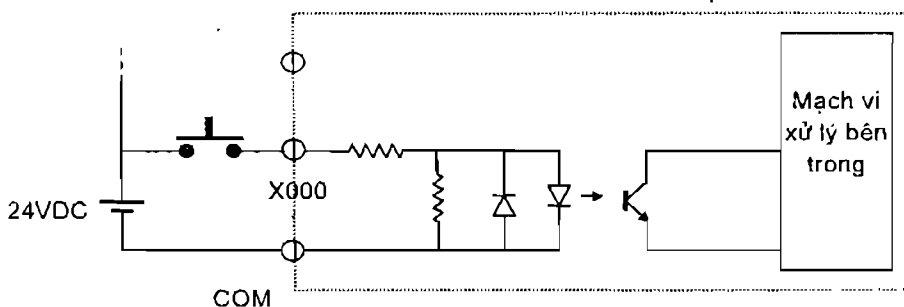 Mạch vi
xử lý bên
trong
X000
24VDC
COM